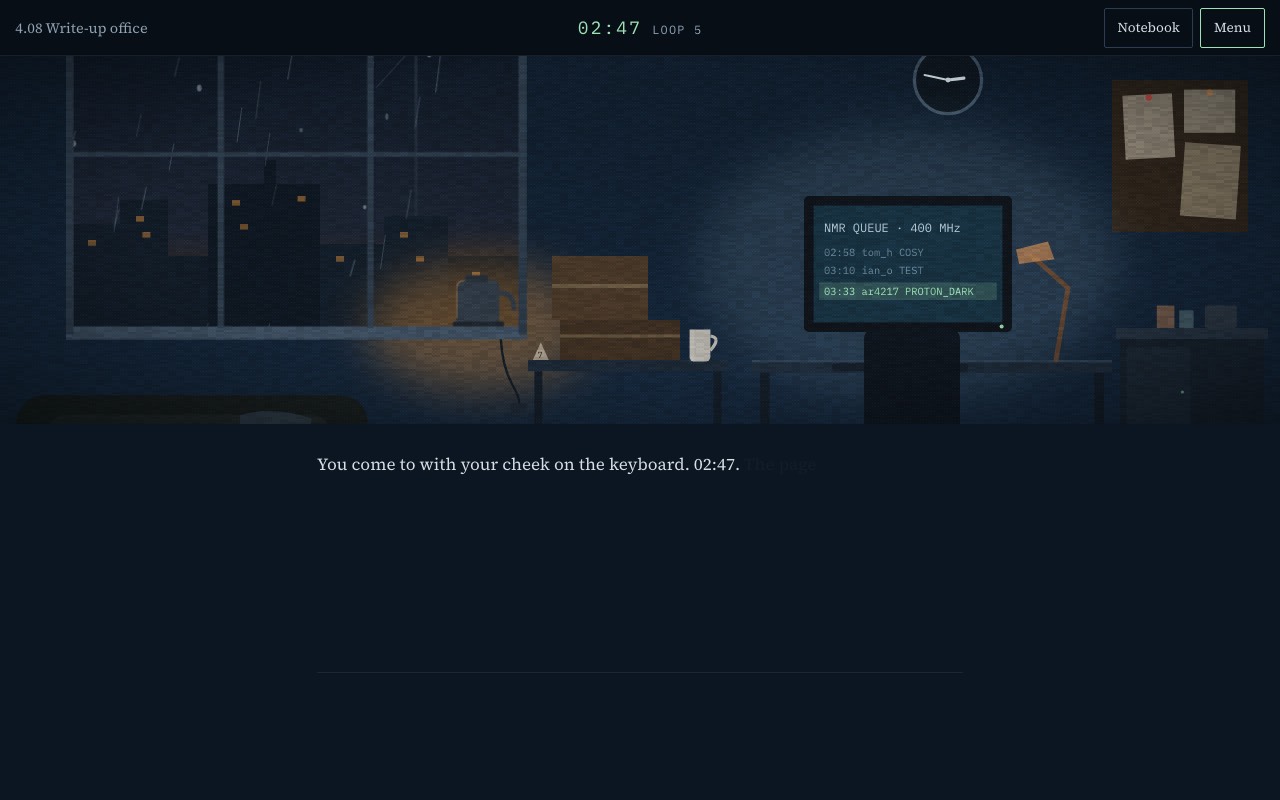 4.08 Write-up office
02:47 LOOP 5
Notebook
Menu
NMR QUEUE · 400 MHz
02:58 tom_h COSY
03:10 ian_o TEST
03:33 ar4217 PROTON_DARK
7
You come to with your cheek on the keyboard. 02:47. The page